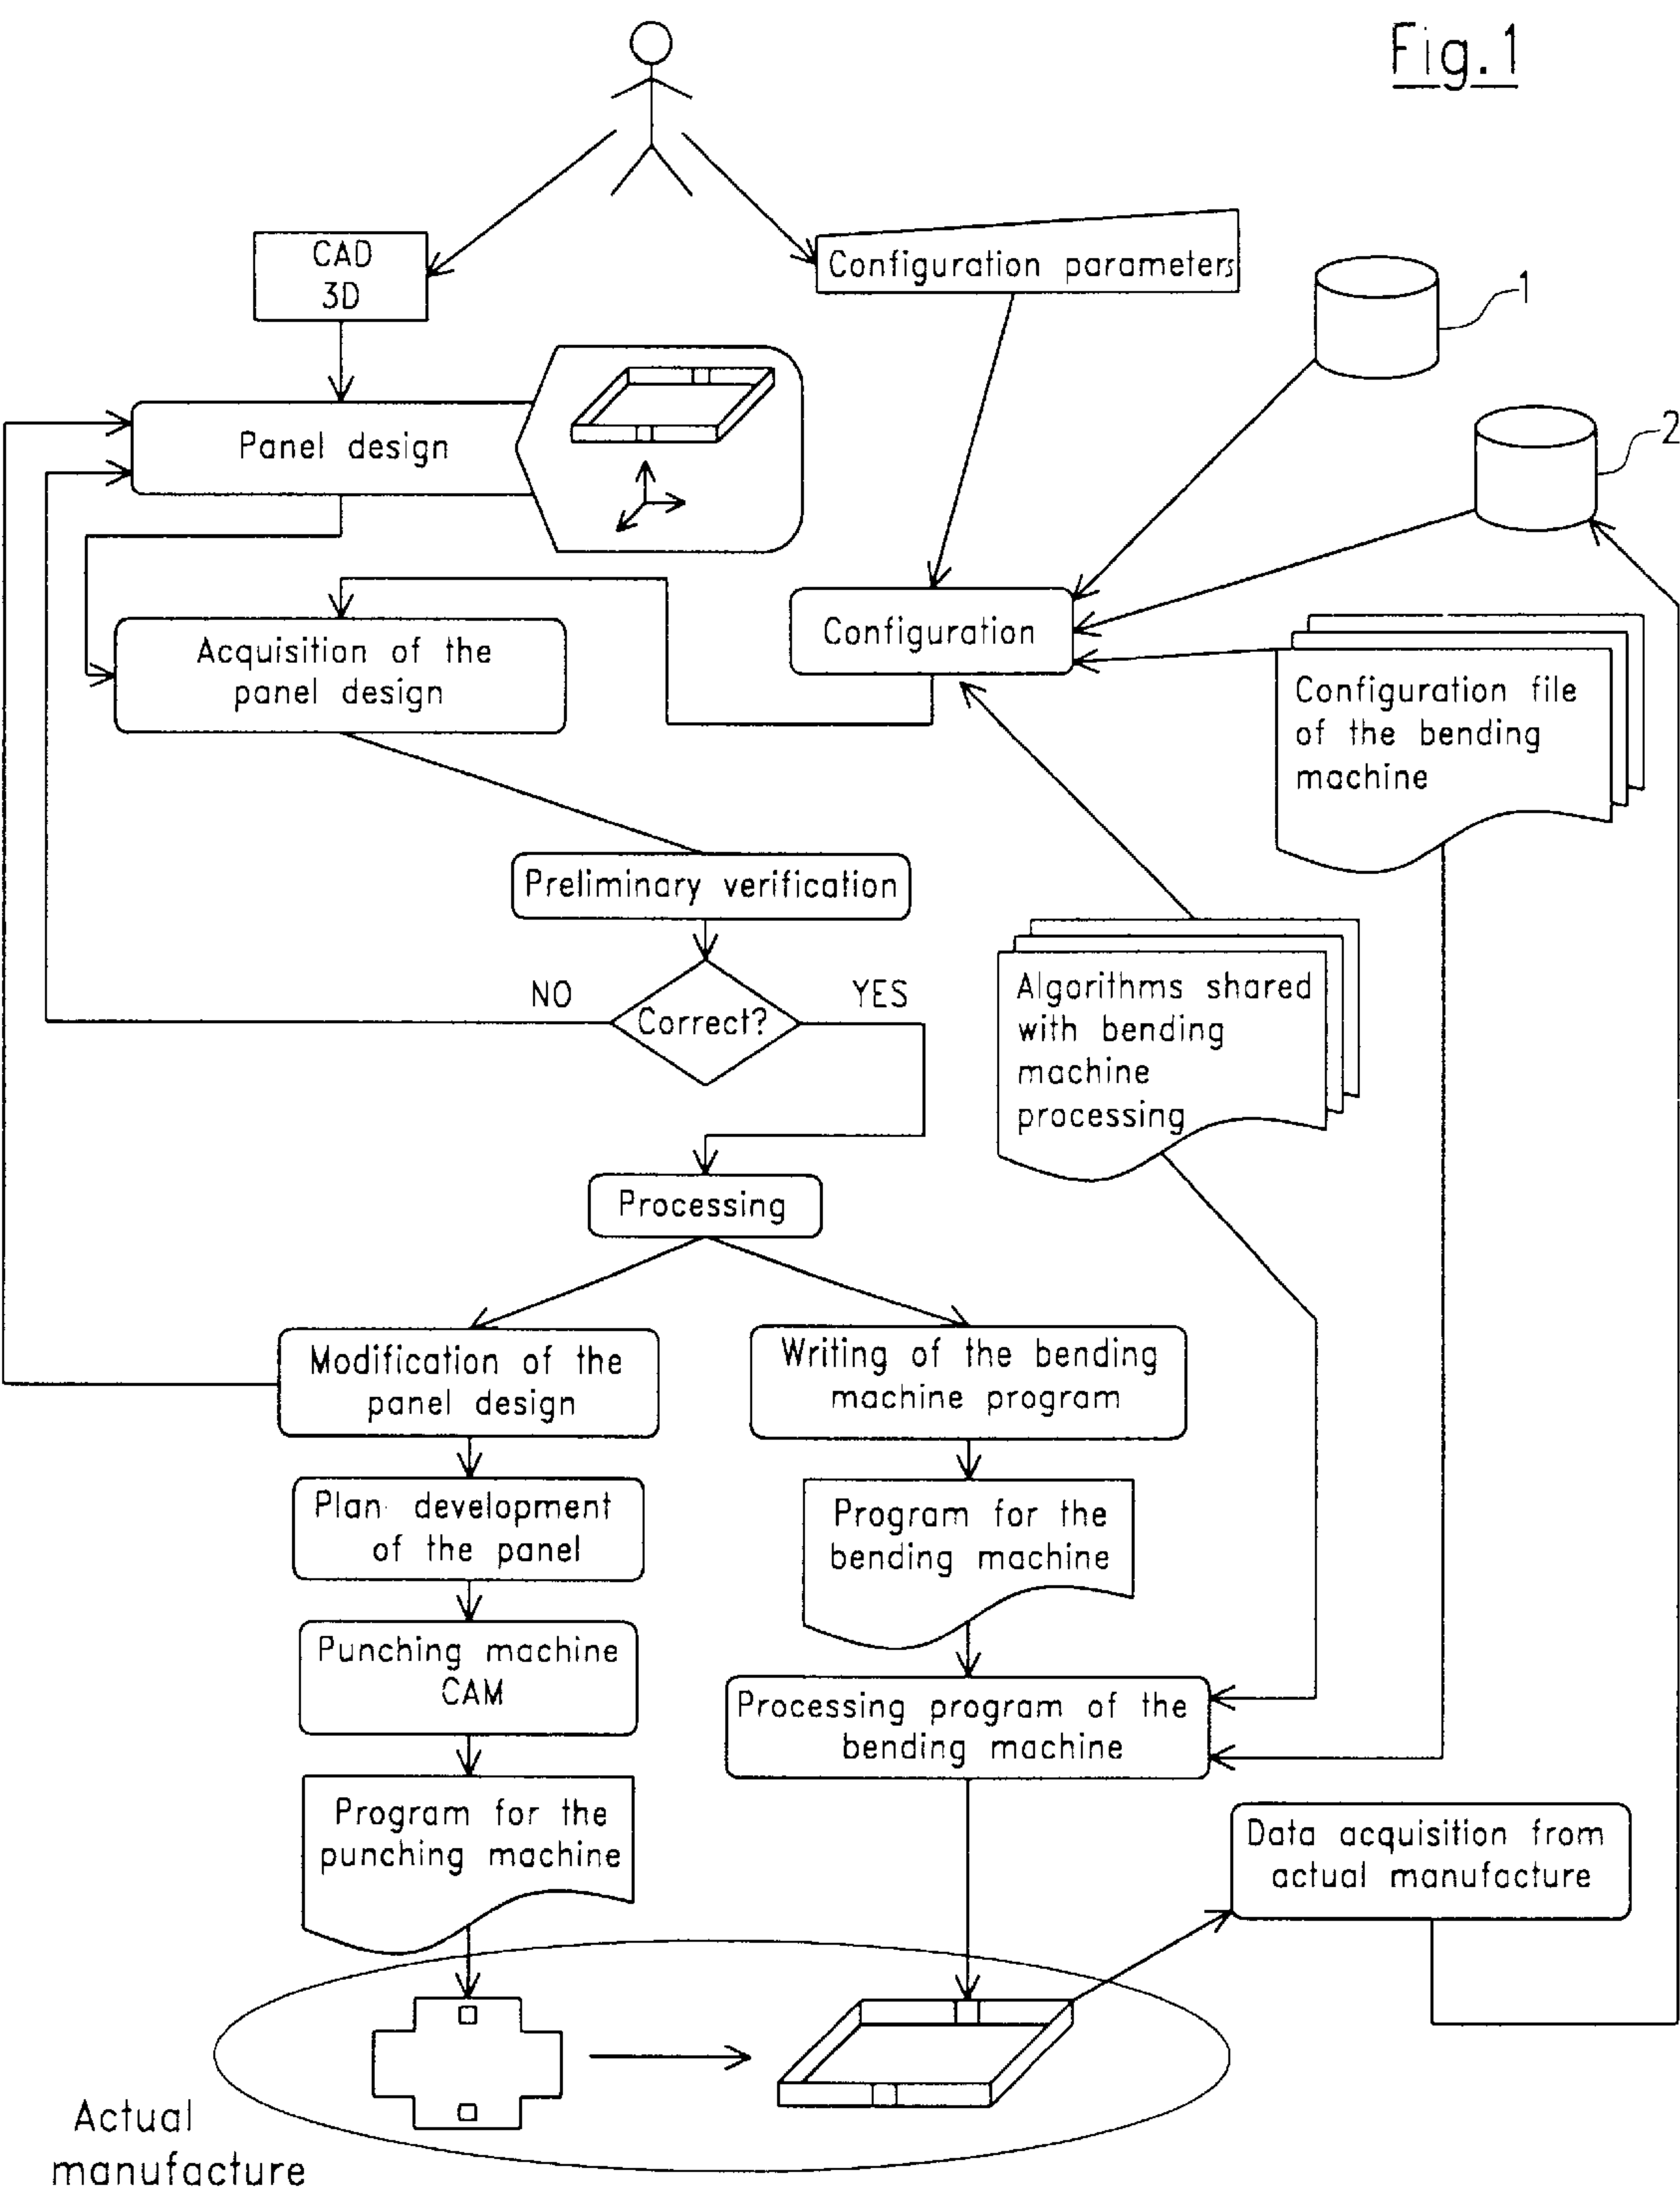 Fig.1
CAD
3D
Configuration parameters
1
2
Panel design
Configuration
Acquisition of the
panel design
Configuration file
of the bending
machine
Preliminary verification
NO
YES
Correct?
Algorithms shared
with bending
machine
processing
Processing
Modification of the
panel design
Writing of the bending
machine program
Plan development
of the panel
Program for the
bending machine
Punching machine
CAM
Processing program of the
bending machine
Program for the
punching machine
Data acquisition from
actual manufacture
Actual
manufacture